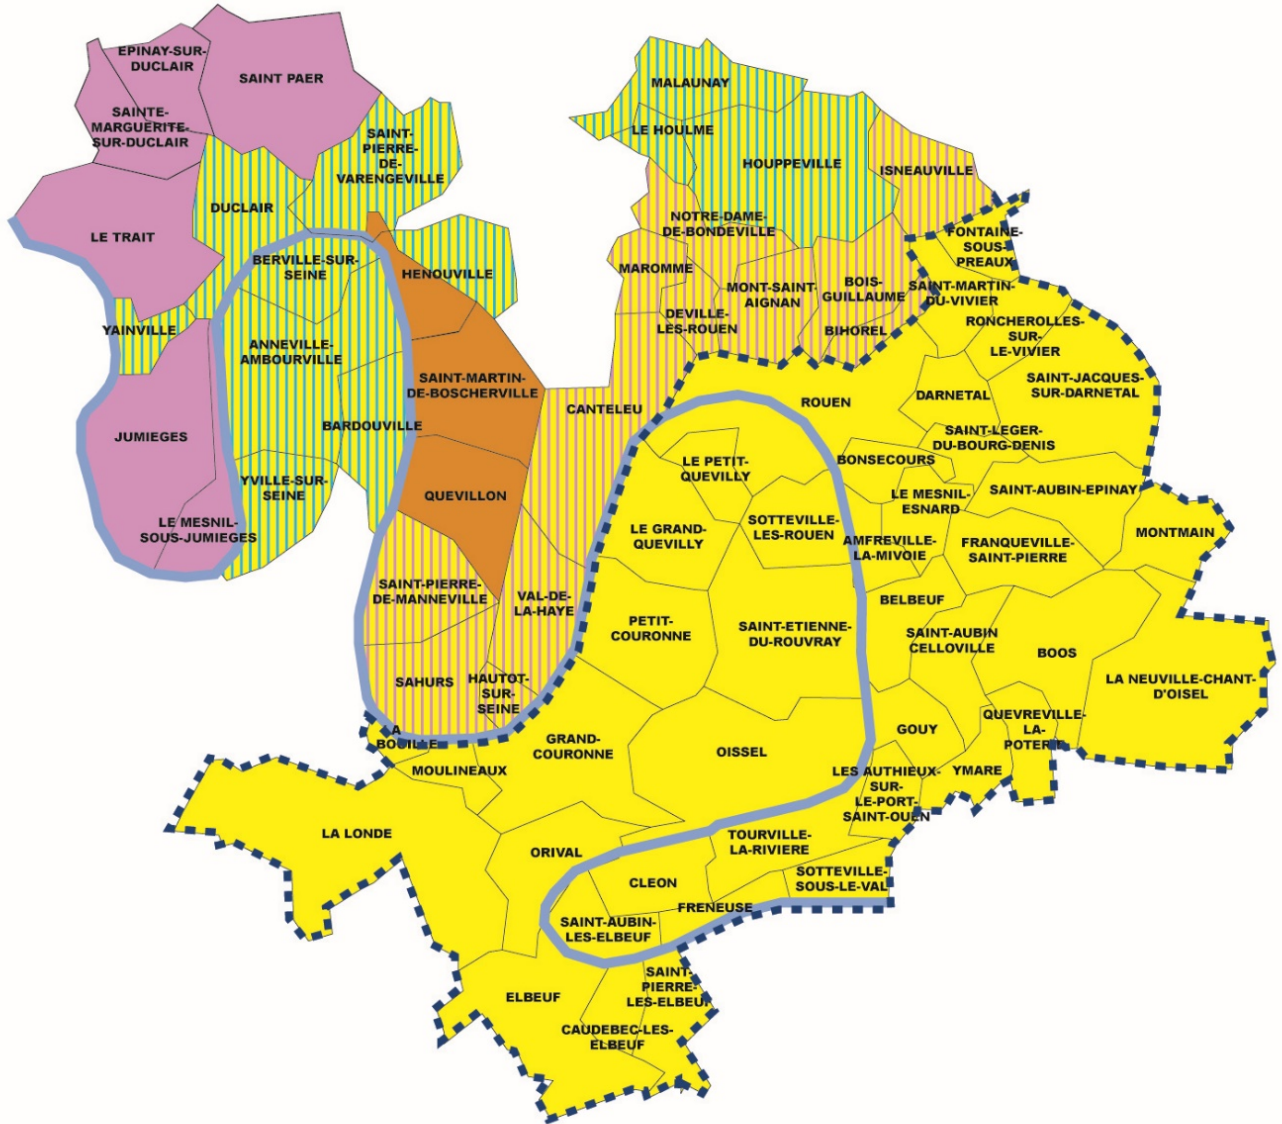 EPINAY-SUR-
DUCLAIR
SAINT PAER
SAINTE-
MARGUERITE-
SUR-DUCLAIR
SAINT-
PIERRE-
DE-
VARENGEVILLE
DUCLAIR
LE TRAIT
BERVILLE-SUR-
SEINE
HENOUVILLE
YAINVILLE
ANNEVILLE-
AMBOURVILLE
JUMIEGES
BARDOUVILLE
YVILLE-SUR-
SEINE
LE MESNIL-
SOUS-JUMIEGES
SAINT-MARTIN-
DE-BOSCHERVILLE
QUEVILLON
SAINT-PIERRE-
DE-MANNEVILLE
VAL-DE-
LA-HAYE
SAHURS
HAUTOT-
SUR-
SEINE
MALAUNAY
LE HOULME
HOUPPEVILLE
ISNEAUVILLE
NOTRE-DAME-
DE-BONDEVILLE
MAROMME
MONT-SAINT-
AIGNAN
BOIS-
GUILLAUME
DEVILLE-
LES-ROUEN
BIHOREL
CANTELEU
FONTAINE-
SOUS-
PREAUX
SAINT-MARTIN-
DU-VIVIER
RONCHEROLLES-
SUR-
LE-VIVIER
ROUEN
DARNETAL
SAINT-JACQUES-
SUR-DARNETAL
SAINT-LEGER-
DU-BOURG-DENIS
BONSECOURS
LE PETIT-
QUEVILLY
LE MESNIL-
ESNARD
SAINT-AUBIN-EPINAY
LE GRAND-
QUEVILLY
SOTTEVILLE-
LES-ROUEN
AMFREVILLE-
LA-MIVOIE
FRANQUEVILLE-
SAINT-PIERRE
MONTMAIN
BELBEUF
PETIT-
COURONNE
SAINT-ETIENNE-
DU-ROUVRAY
SAINT-AUBIN
CELLOVILLE
BOOS
LA NEUVILLE-CHANT-
D'OISEL
GOUY
QUEVREVILLE-
LA-
POTERIE
A
BOUILLE
GRAND-
COURONNE
OISSEL
MOULINEAUX
LES AUTHIEUX-
SUR-
LE-PORT-
SAINT-OUEN
YMARE
LA LONDE
ORIVAL
TOURVILLE-
LA-RIVIERE
CLEON
SOTTEVILLE-
SOUS-LE-VAL
FRENEUSE
SAINT-AUBIN-
LES-ELBEUF
ELBEUF
SAINT-
PIERRE-
LES-ELBEUF
CAUDEBEC-LES-
ELBEUF